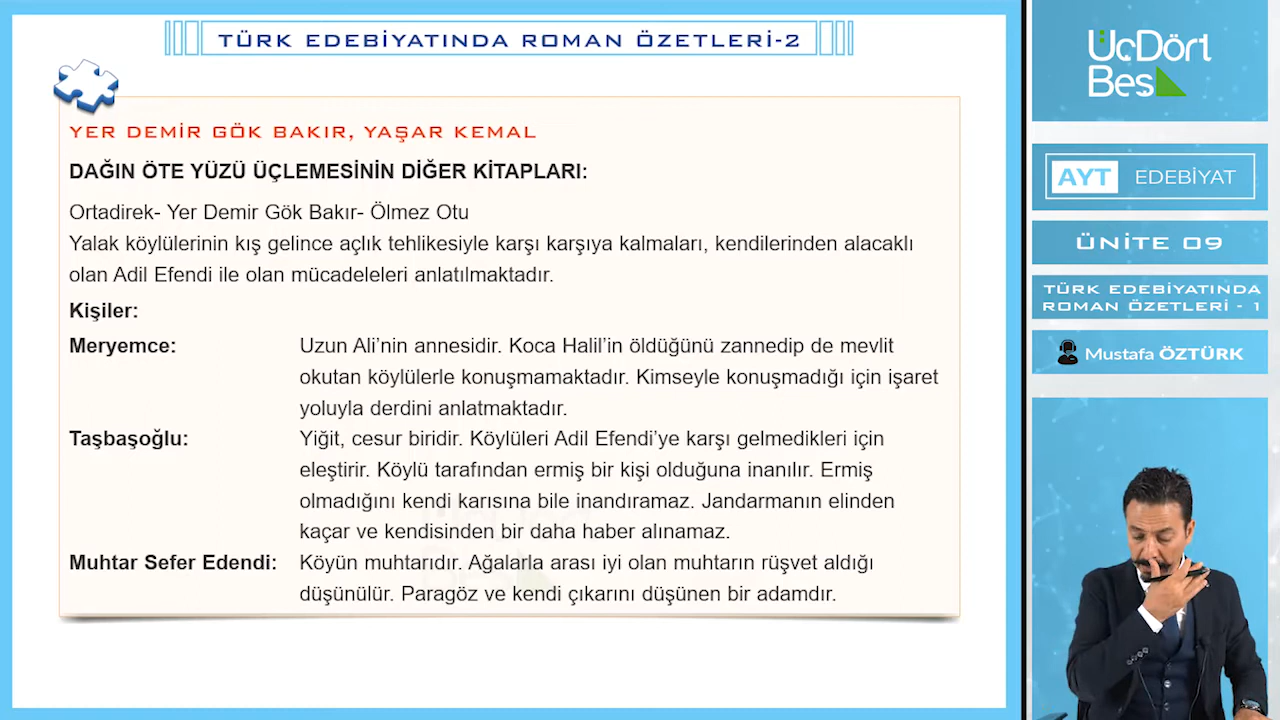 TÜRK EDEBİYATINDA ROMAN ÖZETLERİ-2
YER DEMİR GÖK BAKIR, YAŞAR KEMAL
DAĞIN ÖTE YÜZÜ ÜÇLEMESİNİN DİĞER KİTAPLARI:
Ortadirek- Yer Demir Gök Bakır- Ölmez Otu
Yalak köylülerinin kış gelince açlık tehlikesiyle karşı karşıya kalmaları, kendilerinden alacaklı
olan Adil Efendi ile olan mücadeleleri anlatılmaktadır.
Kişiler:
Meryemce: Uzun Ali’nin annesidir. Koca Halil’in öldüğünü zannedip de mevlit
okutan köylülerle konuşmamaktadır. Kimseyle konuşmadığı için işaret
yoluyla derdini anlatmaktadır.
Taşbaşoğlu: Yiğit, cesur biridir. Köylüleri Adil Efendi’ye karşı gelmedikleri için
eleştirir. Köylü tarafından ermiş bir kişi olduğuna inanılır. Ermiş
olmadığını kendi karısına bile inandıramaz. Jandarmanın elinden
kaçar ve kendisinden bir daha haber alınamaz.
Muhtar Sefer Edendi: Köyün muhtarıdır. Ağalarla arası iyi olan muhtarın rüşvet aldığı
düşünülür. Paragöz ve kendi çıkarını düşünen bir adamdır.
ÜçDört
Beş
AYT EDEBİYAT
ÜNİTE 09
TÜRK EDEBİYATINDA
ROMAN ÖZETLERİ - 1
Mustafa ÖZTÜRK